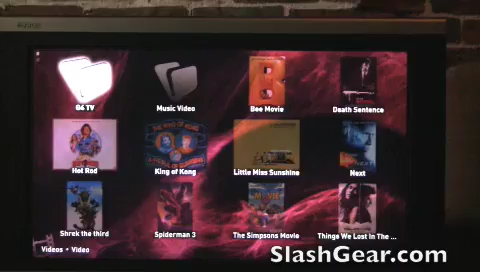 G4 TV
Music Video
Bee Movie
Death Sentence
Hot Rod
King of Kong
Little Miss Sunshine
Next
Shrek the third
Spiderman 3
The Simpsons Movie
Things We Lost In The ...
Videos • Video
SlashGear.com